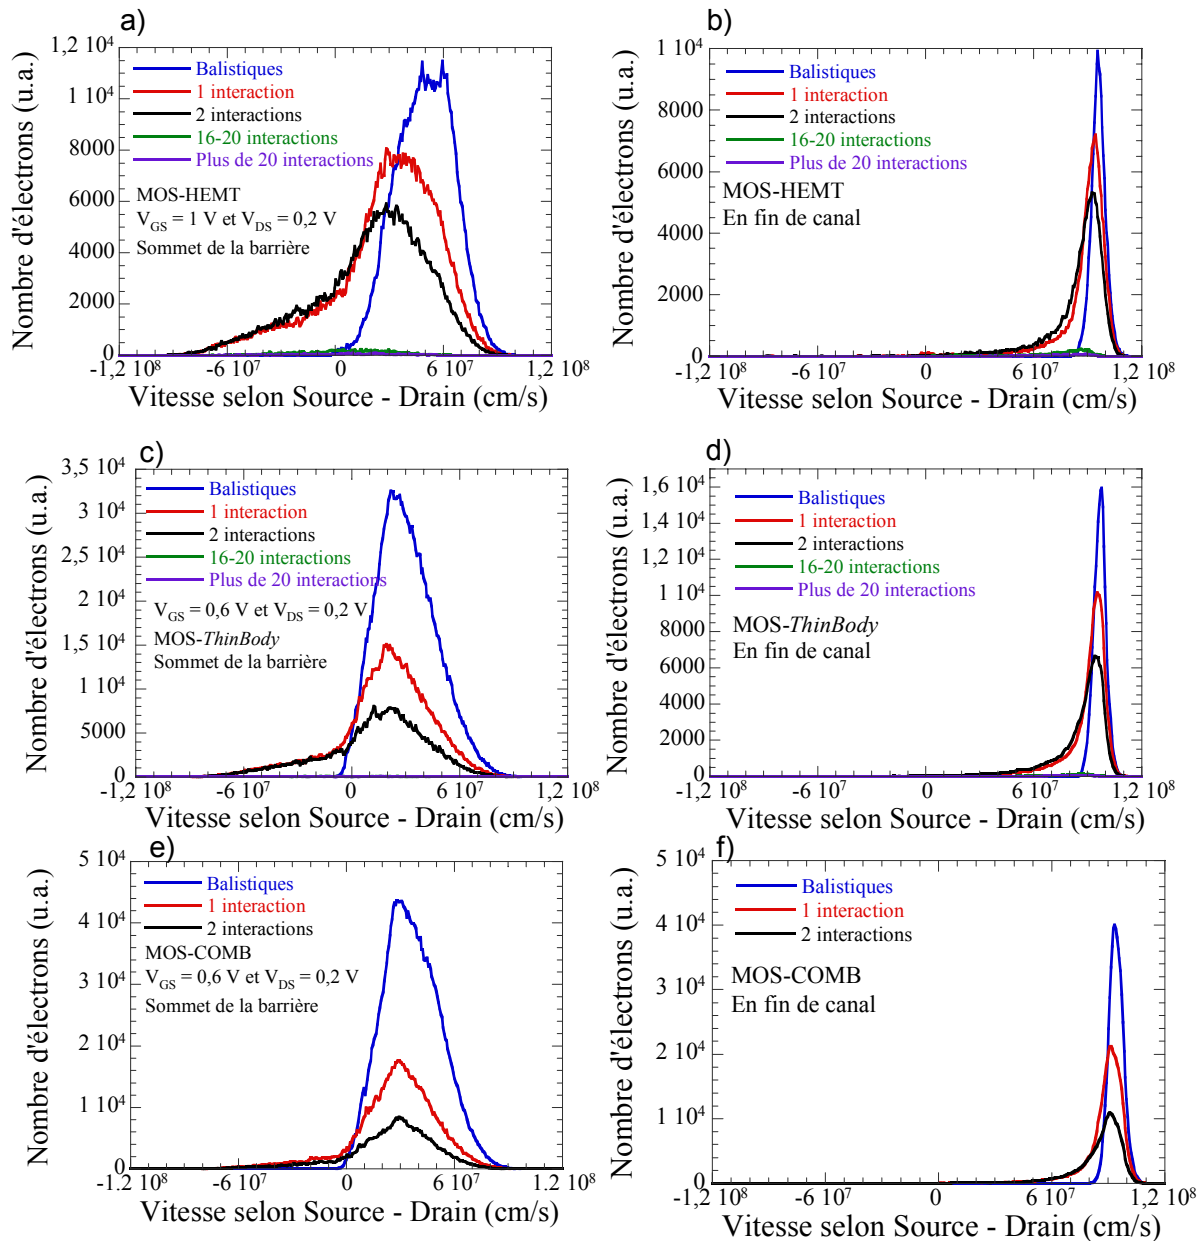 a)
Nombre d'électrons (u.a.)
1,2 10⁴
1 10⁴
8000
6000
4000
2000
0
Balistiques
1 interaction
2 interactions
16-20 interactions
Plus de 20 interactions
MOS-HEMT
V_GS = 1 V et V_DS = 0,2 V
Sommet de la barrière
-1,2 10⁸
-6 10⁷
0
6 10⁷
1,2 10⁸
Vitesse selon Source - Drain (cm/s)
b)
Nombre d'électrons (u.a.)
1 10⁴
8000
6000
4000
2000
0
Balistiques
1 interaction
2 interactions
16-20 interactions
Plus de 20 interactions
MOS-HEMT
En fin de canal
-1,2 10⁸
-6 10⁷
0
6 10⁷
1,2 10⁸
Vitesse selon Source - Drain (cm/s)
c)
Nombre d'électrons (u.a.)
3,5 10⁴
3 10⁴
2,5 10⁴
2 10⁴
1,5 10⁴
1 10⁴
5000
0
Balistiques
1 interaction
2 interactions
16-20 interactions
Plus de 20 interactions
V_GS = 0,6 V et V_DS = 0,2 V
MOS-ThinBody
Sommet de la barrière
-1,2 10⁸
-6 10⁷
0
6 10⁷
1,2 10⁸
Vitesse selon Source - Drain (cm/s)
d)
Nombre d'électrons (u.a.)
1,6 10⁴
1,4 10⁴
1,2 10⁴
1 10⁴
8000
6000
4000
2000
0
Balistiques
1 interaction
2 interactions
16-20 interactions
Plus de 20 interactions
MOS-ThinBody
En fin de canal
-1,2 10⁸
-6 10⁷
0
6 10⁷
1,2 10⁸
Vitesse selon Source - Drain (cm/s)
e)
Nombre d'électrons (u.a.)
5 10⁴
4 10⁴
3 10⁴
2 10⁴
1 10⁴
0
Balistiques
1 interaction
2 interactions
MOS-COMB
V_GS = 0,6 V et V_DS = 0,2 V
Sommet de la barrière
-1,2 10⁸
-6 10⁷
0
6 10⁷
1,2 10⁸
Vitesse selon Source - Drain (cm/s)
f)
Nombre d'électrons (u.a.)
5 10⁴
4 10⁴
3 10⁴
2 10⁴
1 10⁴
0
Balistiques
1 interaction
2 interactions
MOS-COMB
En fin de canal
-1,2 10⁸
-6 10⁷
0
6 10⁷
1,2 10⁸
Vitesse selon Source - Drain (cm/s)